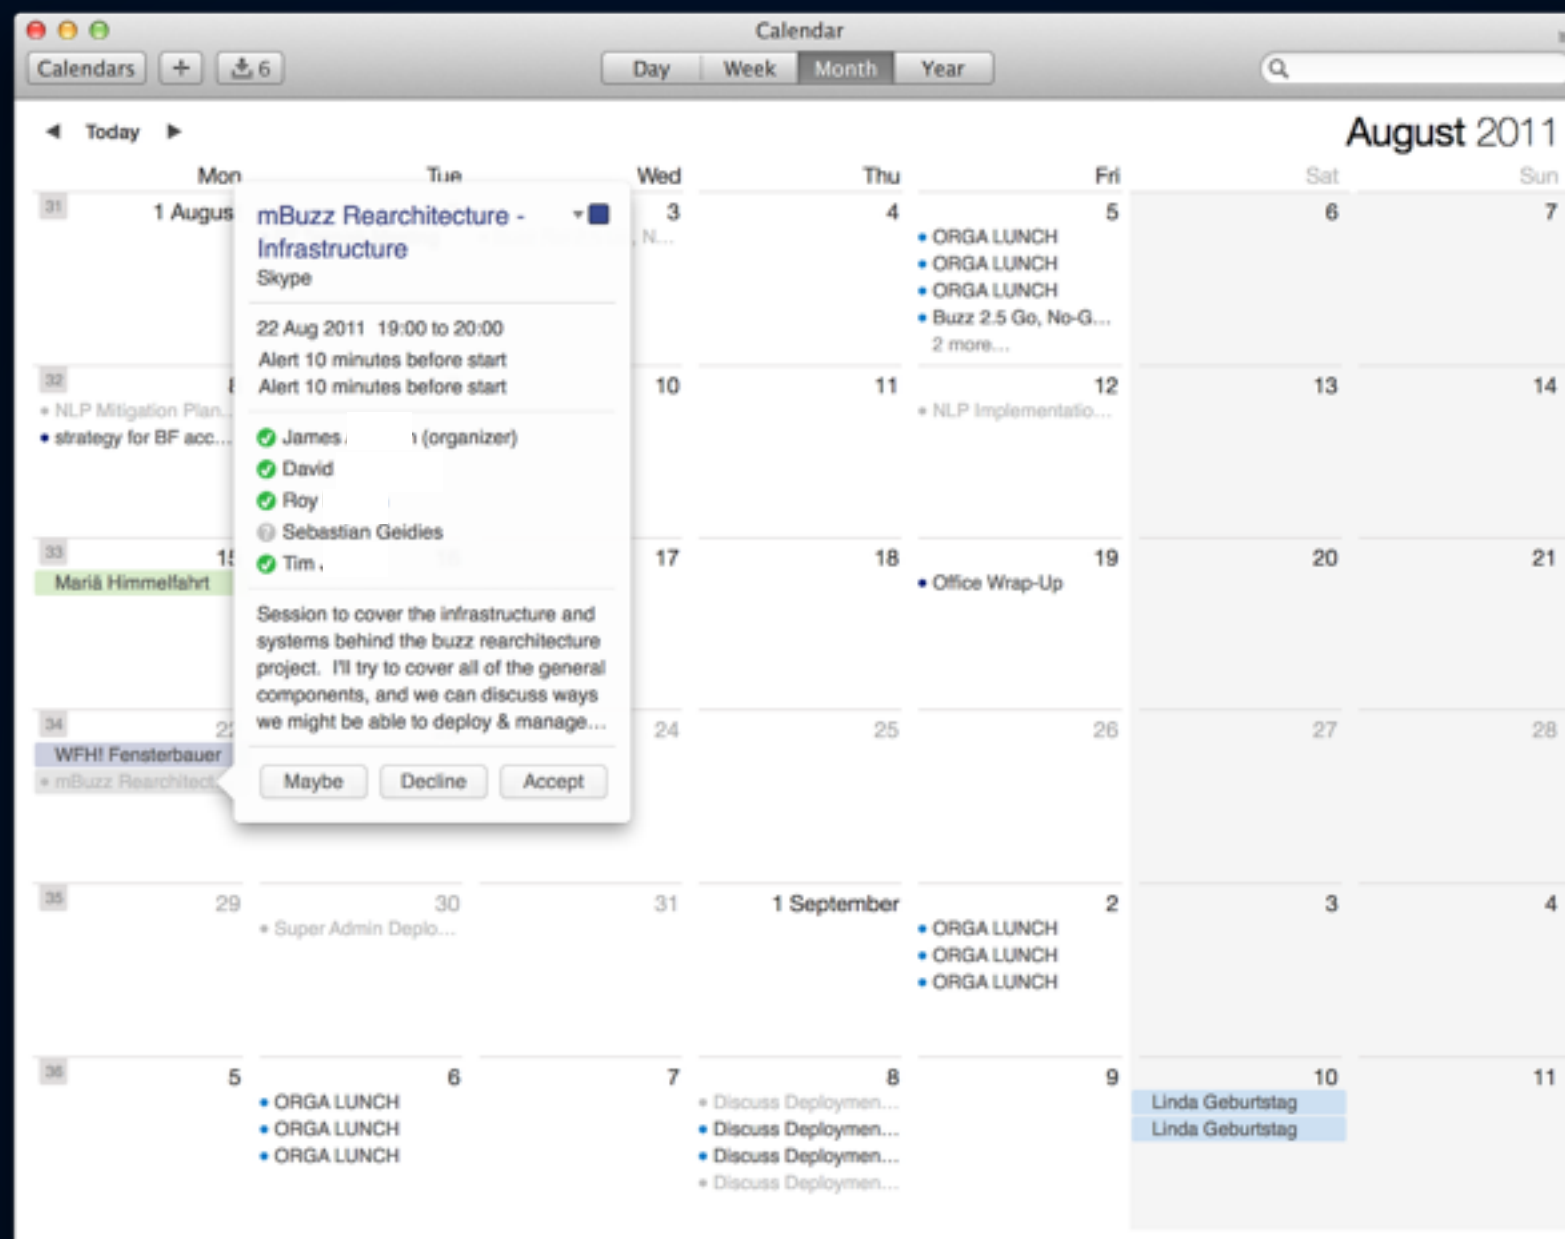 Calendar
Calendars + 6 Day Week Month Year
Today
August 2011
Mon Tue Wed Thu Fri Sat Sun
31 1 Augus 3 4 5 6 7
N...
ORGA LUNCH
ORGA LUNCH
ORGA LUNCH
Buzz 2.5 Go, No-G...
2 more...
mBuzz Rearchitecture -
Infrastructure
Skype
22 Aug 2011 19:00 to 20:00
Alert 10 minutes before start
Alert 10 minutes before start
James (organizer)
David
Roy
Sebastian Geidies
Tim
Session to cover the infrastructure and
systems behind the buzz rearchitecture
project. I'll try to cover all of the general
components, and we can discuss ways
we might be able to deploy & manage...
Maybe Decline Accept
32 10 11 12 13 14
NLP Mitigation Plan...
strategy for BF acc...
NLP Implementatio...
33 15 17 18 19 20 21
Mariä Himmelfahrt
Office Wrap-Up
34 22 24 25 26 27 28
WFH! Fensterbauer
mBuzz Rearchitect
35 29 30 31 1 September 2 3 4
Super Admin Deplo...
ORGA LUNCH
ORGA LUNCH
ORGA LUNCH
36 5 6 7 8 9 10 11
ORGA LUNCH
ORGA LUNCH
ORGA LUNCH
Discuss Deploymen...
Discuss Deploymen...
Discuss Deploymen...
Discuss Deploymen...
Linda Geburtstag
Linda Geburtstag